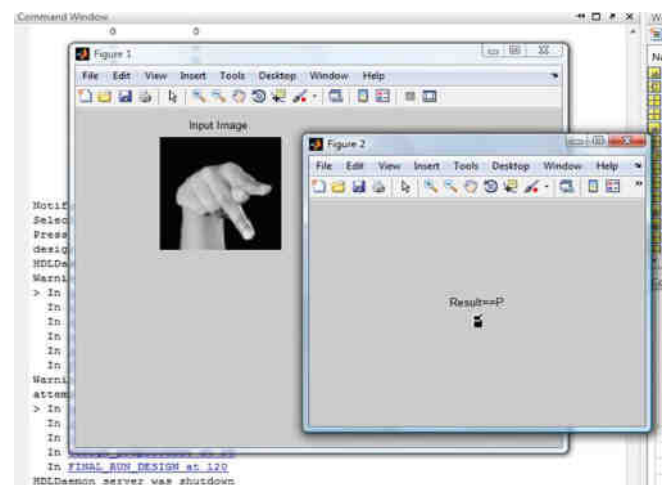 Command Window
W
0 0
Na
Figure 1
File Edit View Insert Tools Desktop Window Help
Input Image
Figure 2
File Edit View Insert Tools Desktop Window Help
Result==P
Notif
Selec
Press
desig
HDLDa
Warni
> In
In
In
In
In
In
Warni
attem
> In
In
In
In
In FINAL_RUN_DESIGN at 120
HDLDaemon server was shutdown